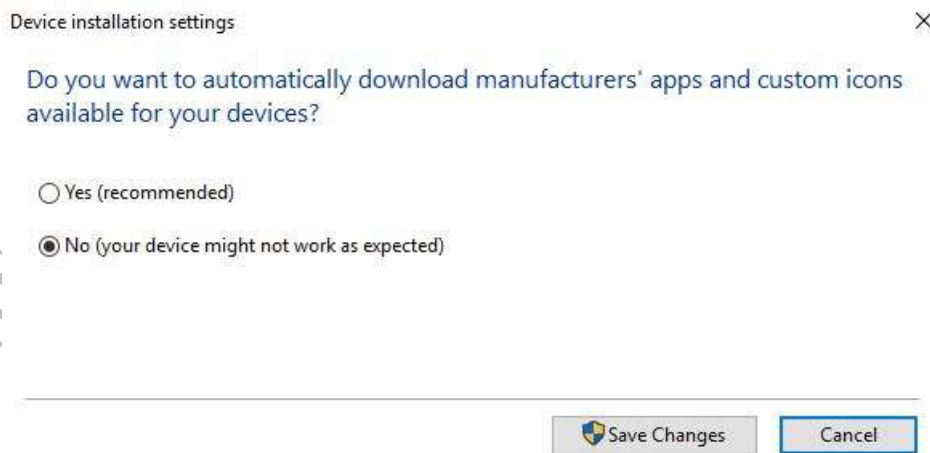 Device installation settings
Do you want to automatically download manufacturers' apps and custom icons
available for your devices?
Yes (recommended)
No (your device might not work as expected)
Save Changes
Cancel